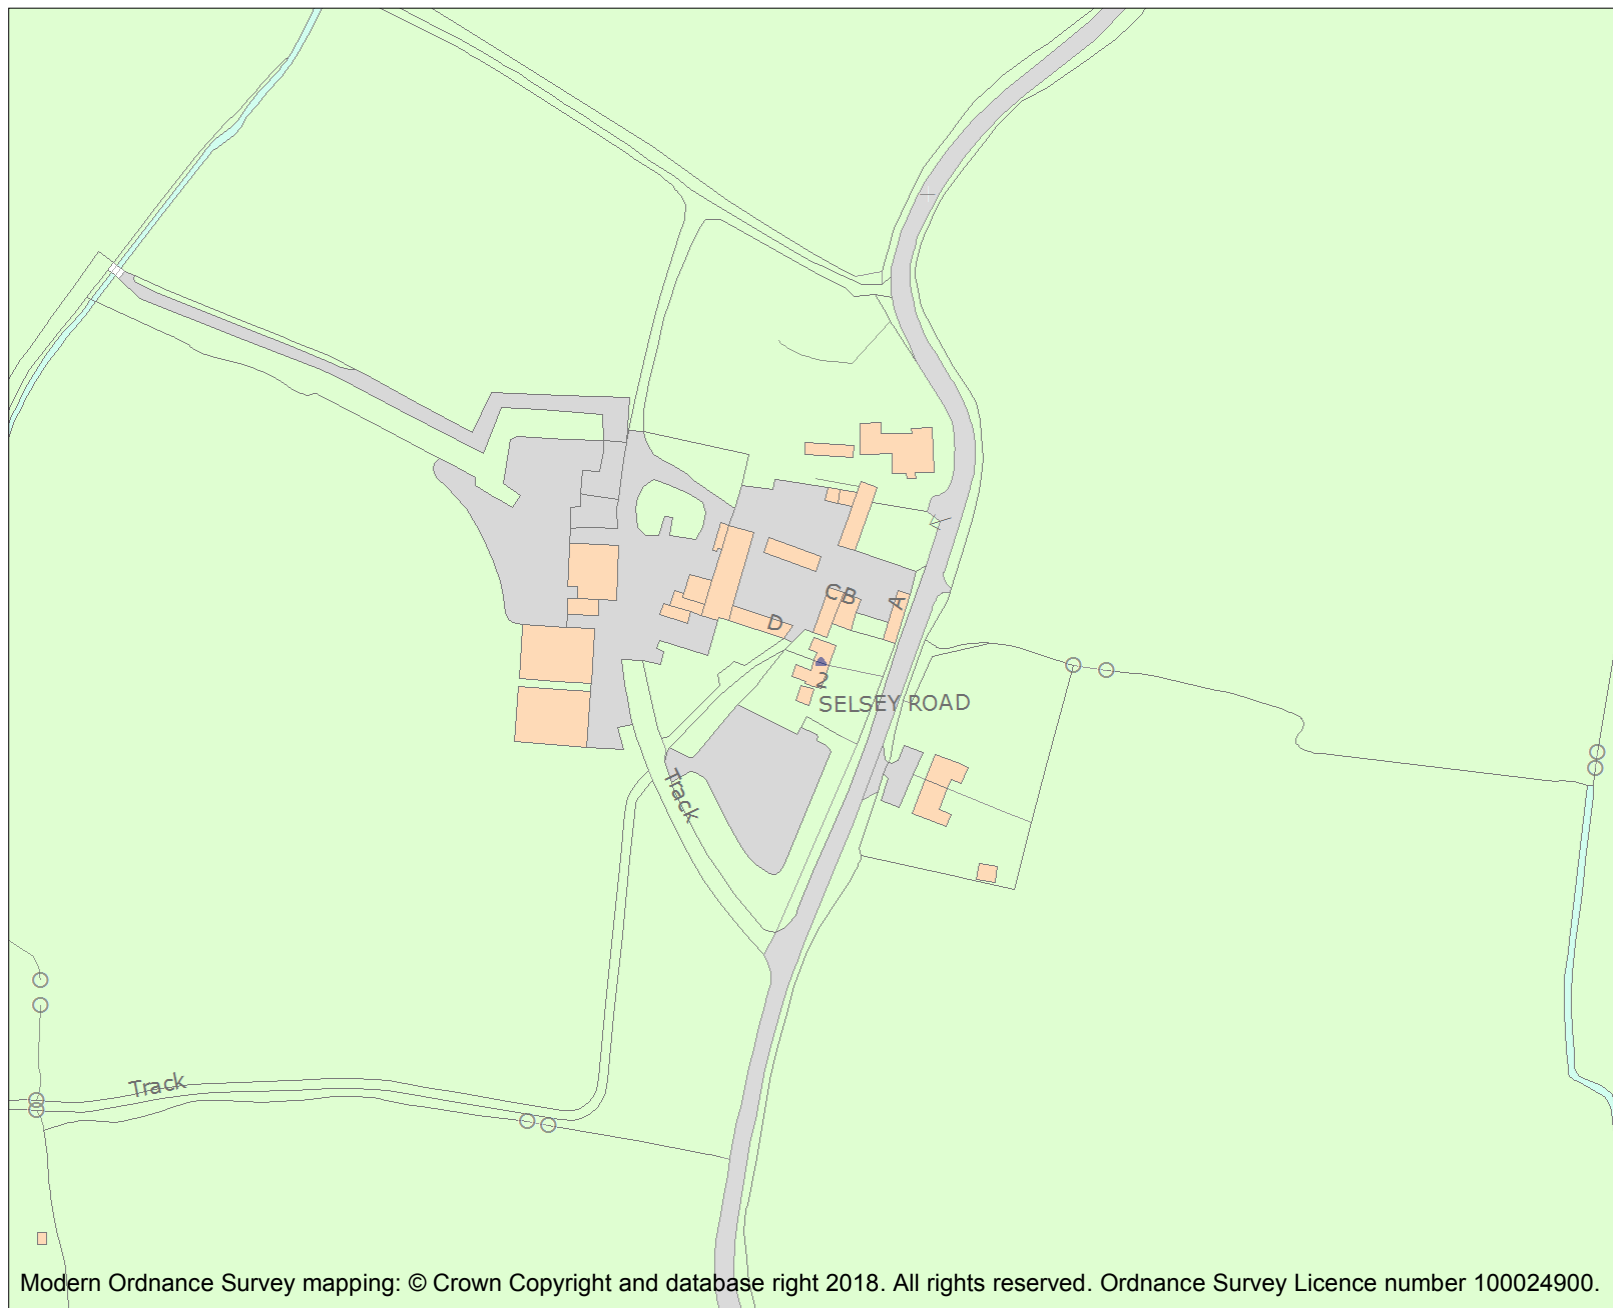 CB
A
D
2
SELSEY ROAD
Track
Track
Modern Ordnance Survey mapping: © Crown Copyright and database right 2018. All rights reserved. Ordnance Survey Licence number 100024900.